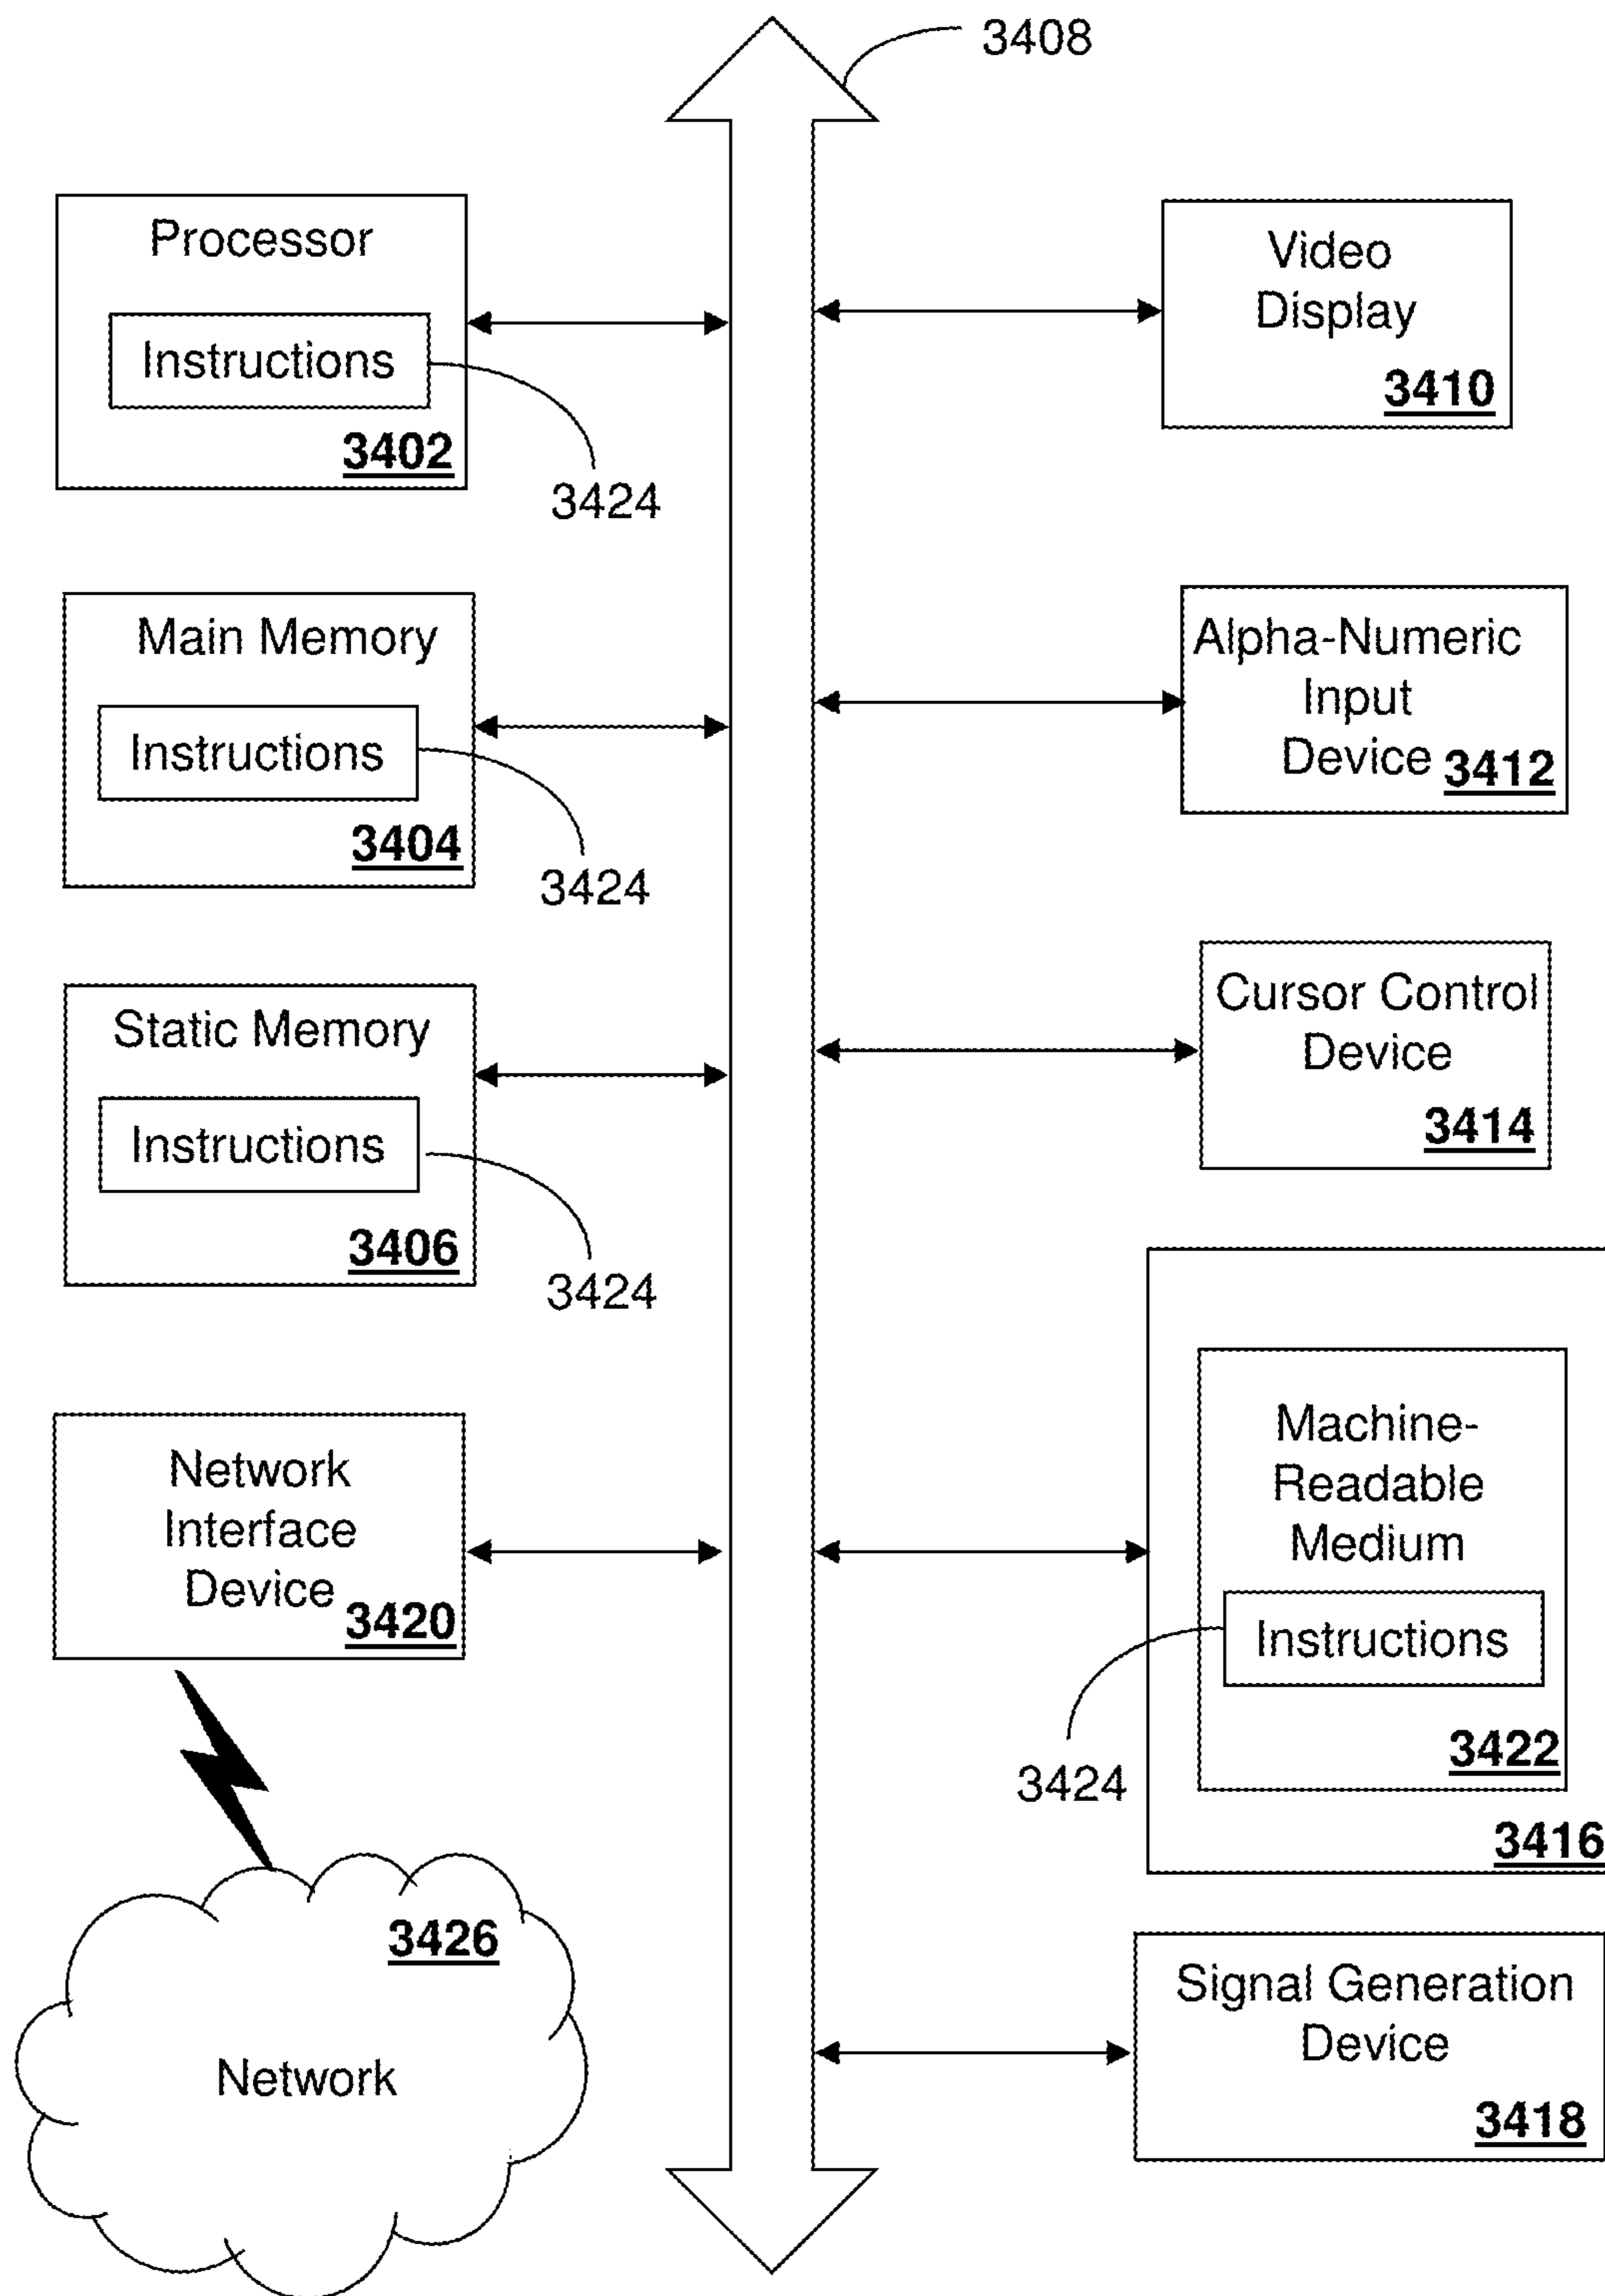 3408
Processor
Instructions
3402
3424
Main Memory
Instructions
3404
3424
Static Memory
Instructions
3406
3424
Network
Interface
Device
3420
3426
Network
Video
Display
3410
Alpha-Numeric
Input
Device
3412
Cursor Control
Device
3414
Machine-
Readable
Medium
Instructions
3422
3424
3416
Signal Generation
Device
3418